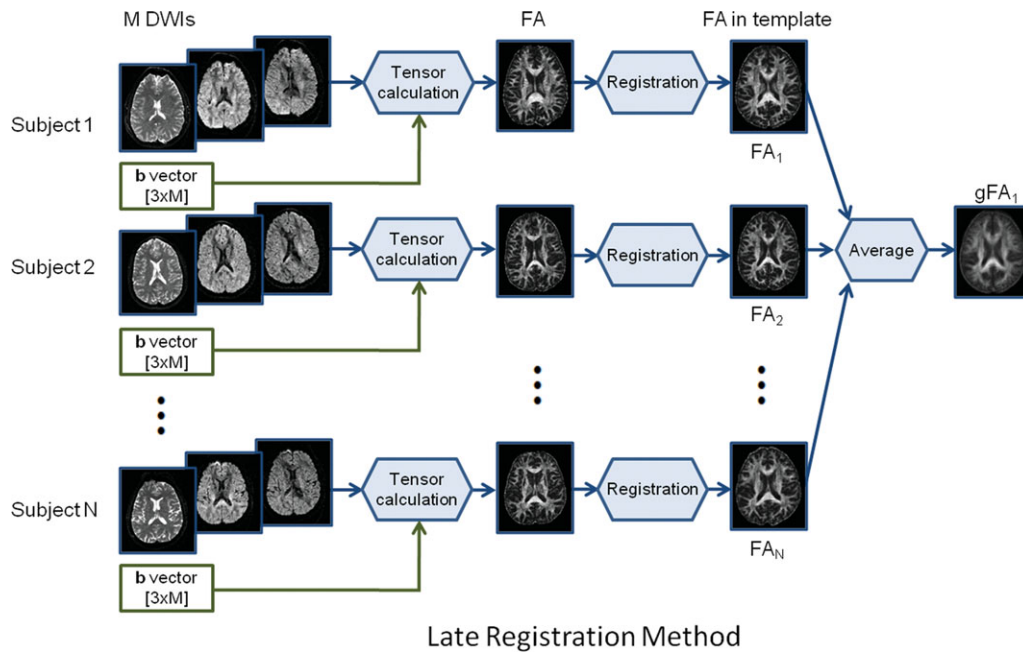 M DWIs
FA
FA in template
Subject 1
Tensor
calculation
Registration
FA₁
b vector
[3xM]
gFA₁
Subject 2
Tensor
calculation
Registration
Average
FA₂
b vector
[3xM]
Subject N
Tensor
calculation
Registration
FA_N
b vector
[3xM]
Late Registration Method